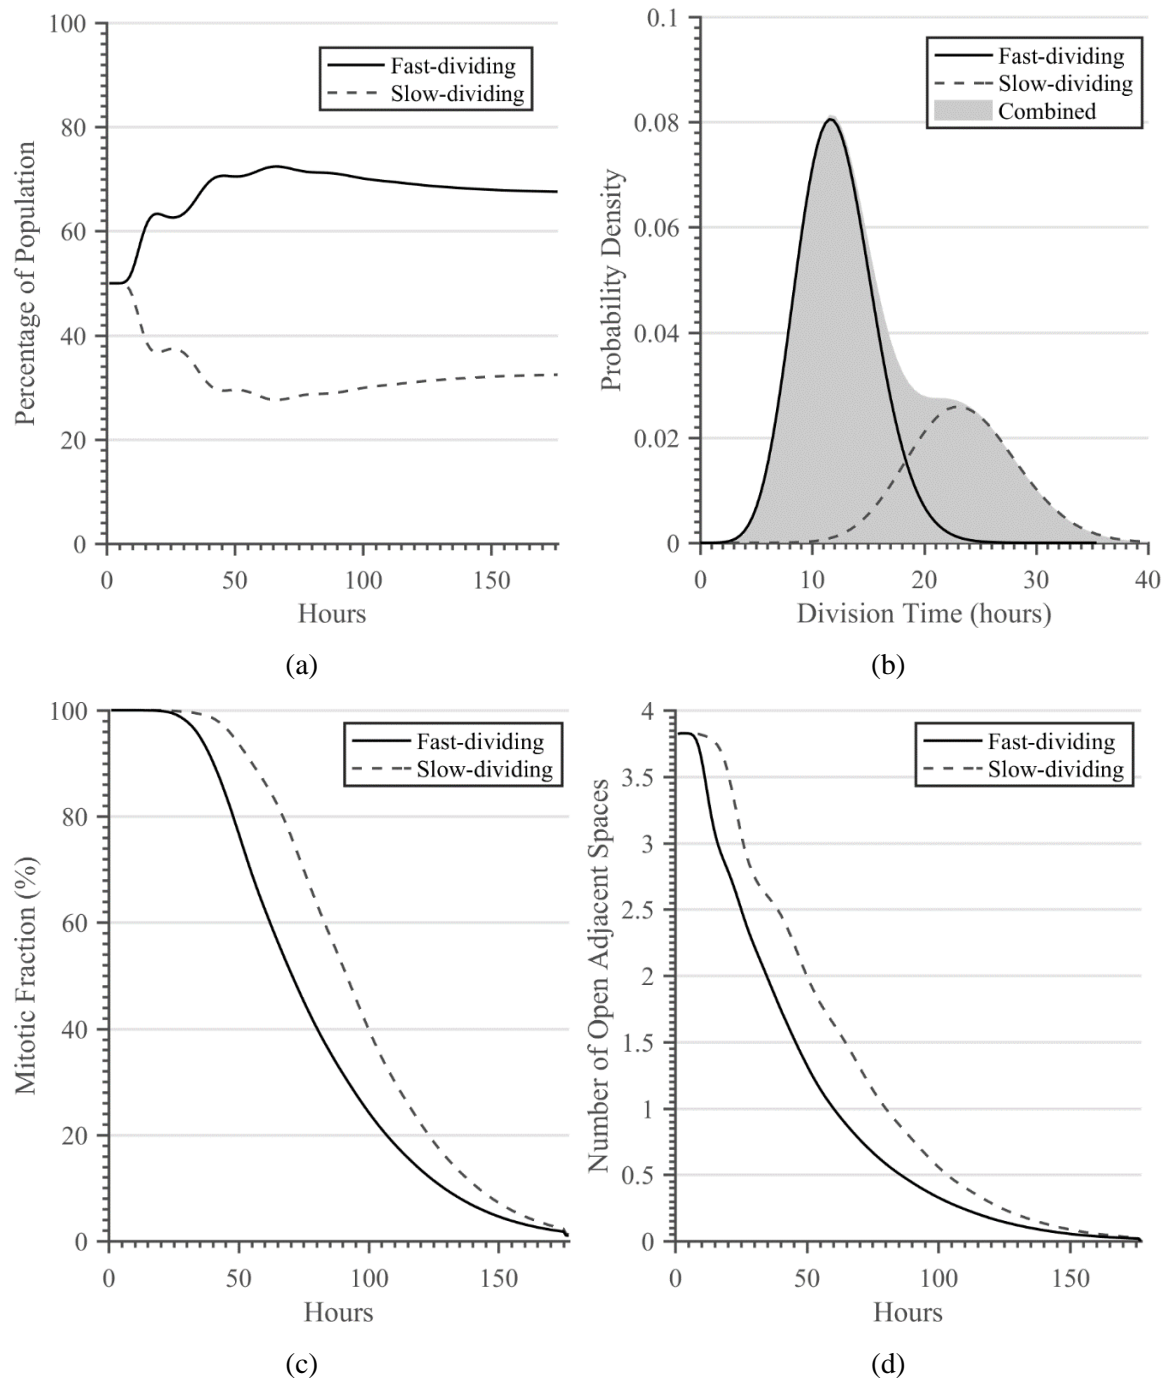 100
80
60
40
20
0
0 50 100 150
Percentage of Population
Hours
Fast-dividing
Slow-dividing
(a)
0.1
0.08
0.06
0.04
0.02
0
0 10 20 30 40
Probability Density
Division Time (hours)
Fast-dividing
Slow-dividing
Combined
(b)
100
80
60
40
20
0
0 50 100 150
Mitotic Fraction (%)
Hours
Fast-dividing
Slow-dividing
(c)
4
3.5
3
2.5
2
1.5
1
0.5
0
0 50 100 150
Number of Open Adjacent Spaces
Hours
Fast-dividing
Slow-dividing
(d)